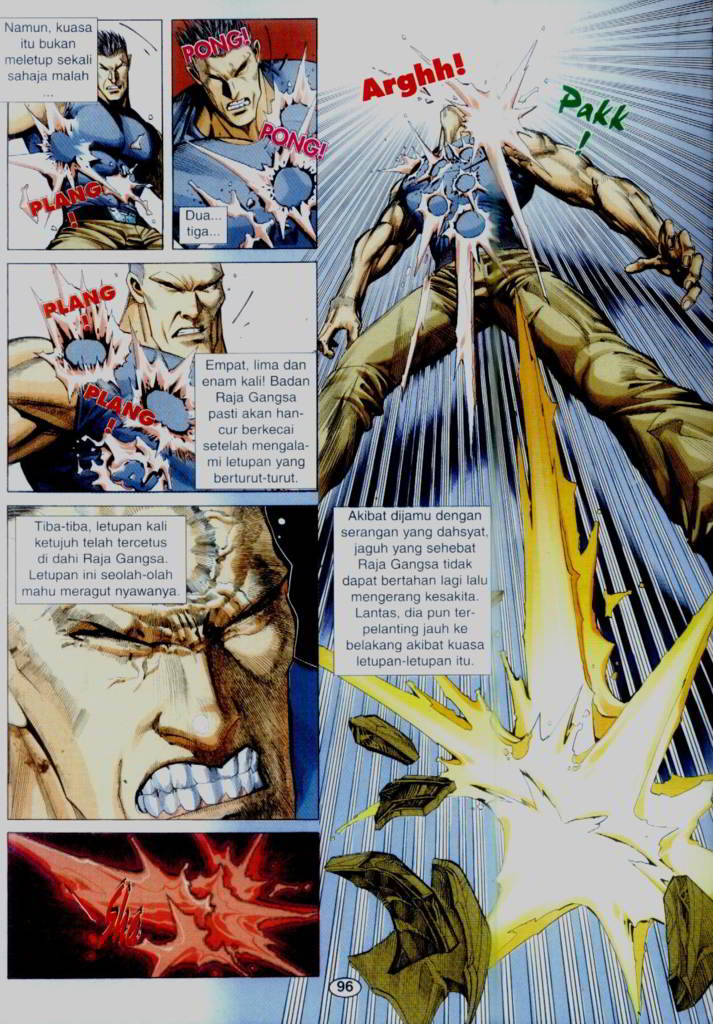 Namun, kuasa
itu bukan
meletup sekali
sahaja malah
...
PLANG
!
PONG!
PONG!
Dua...
tiga...
PLANG
!
PLANG
!
Empat, lima dan
enam kali! Badan
Raja Gangsa
pasti akan han-
cur berkecai
setelah mengala-
mi letupan yang
berturut-turut.
Tiba-tiba, letupan kali
ketujuh telah tercetus
di dahi Raja Gangsa.
Letupan ini seolah-olah
mahu meragut nyawanya.
Arghh!
Pakk
!
Akibat dijamu dengan
serangan yang dahsyat,
jaguh yang sehebat
Raja Gangsa tidak
dapat bertahan lagi lalu
mengerang kesakita.
Lantas, dia pun ter-
pelanting jauh ke
belakang akibat kuasa
letupan-letupan itu.
96